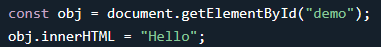 const obj = document.getElementById("demo");
obj.innerHTML = "Hello";